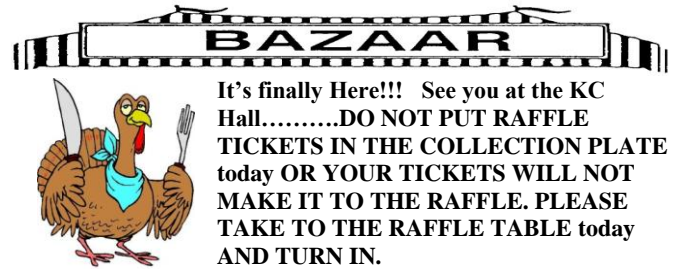 BAZAAR
It’s finally Here!!!   See you at the KC
Hall……….DO NOT PUT RAFFLE
TICKETS IN THE COLLECTION PLATE
today OR YOUR TICKETS WILL NOT
MAKE IT TO THE RAFFLE. PLEASE
TAKE TO THE RAFFLE TABLE today
AND TURN IN.